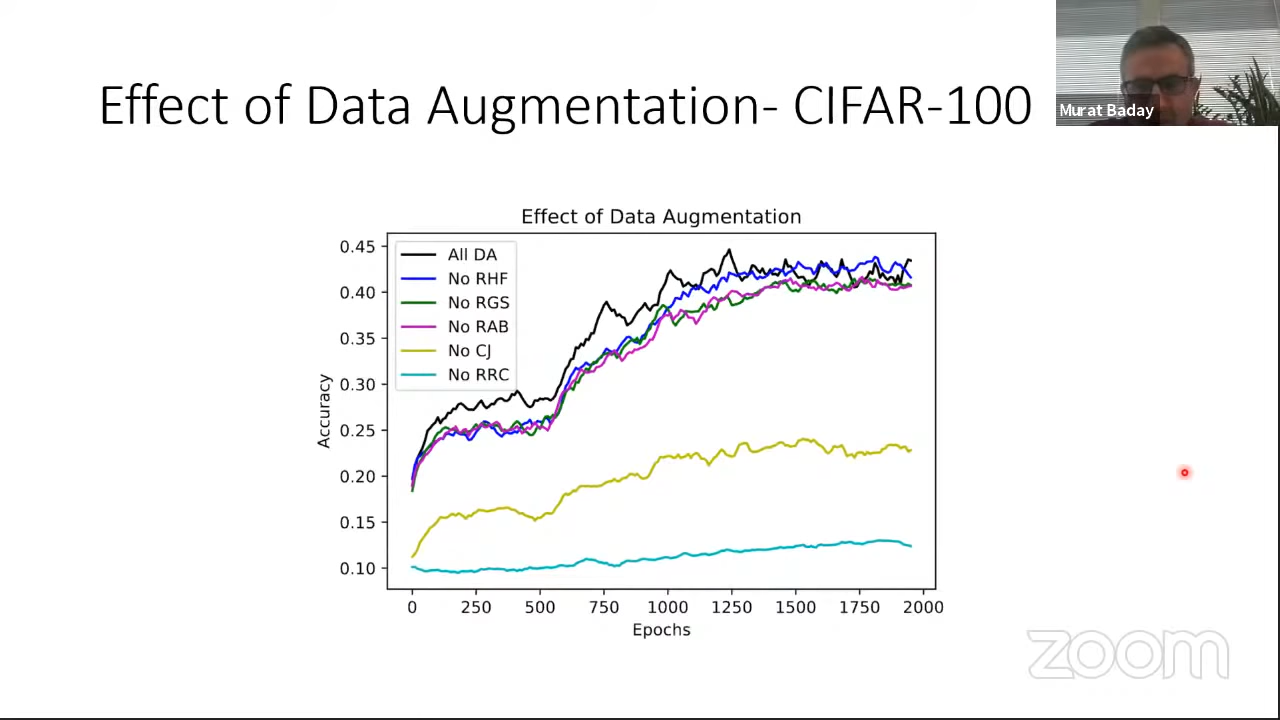 Effect of Data Augmentation- CIFAR-100
Murat Baday
Effect of Data Augmentation
All DA
No RHF
No RGS
No RAB
No CJ
No RRC
Accuracy
0.45
0.40
0.35
0.30
0.25
0.20
0.15
0.10
0 250 500 750 1000 1250 1500 1750 2000
Epochs
zoom